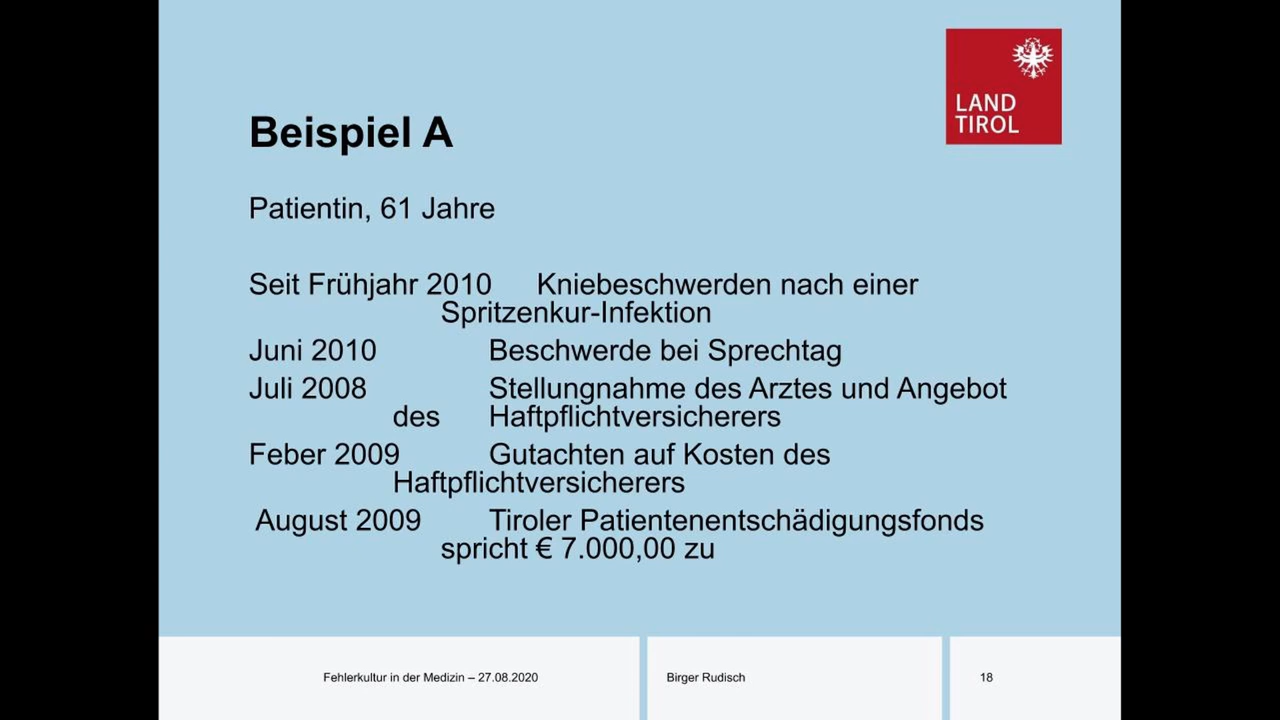 LAND
TIROL
Beispiel A
Patientin, 61 Jahre
Seit Frühjahr 2010 Kniebeschwerden nach einer
Spritzenkur-Infektion
Juni 2010 Beschwerde bei Sprechtag
Juli 2008 Stellungnahme des Arztes und Angebot
des Haftpflichtversicherers
Feber 2009 Gutachten auf Kosten des
Haftpflichtversicherers
August 2009 Tiroler Patientenentschädigungsfonds
spricht € 7.000,00 zu
Fehlerkultur in der Medizin – 27.08.2020
Birger Rudisch
18